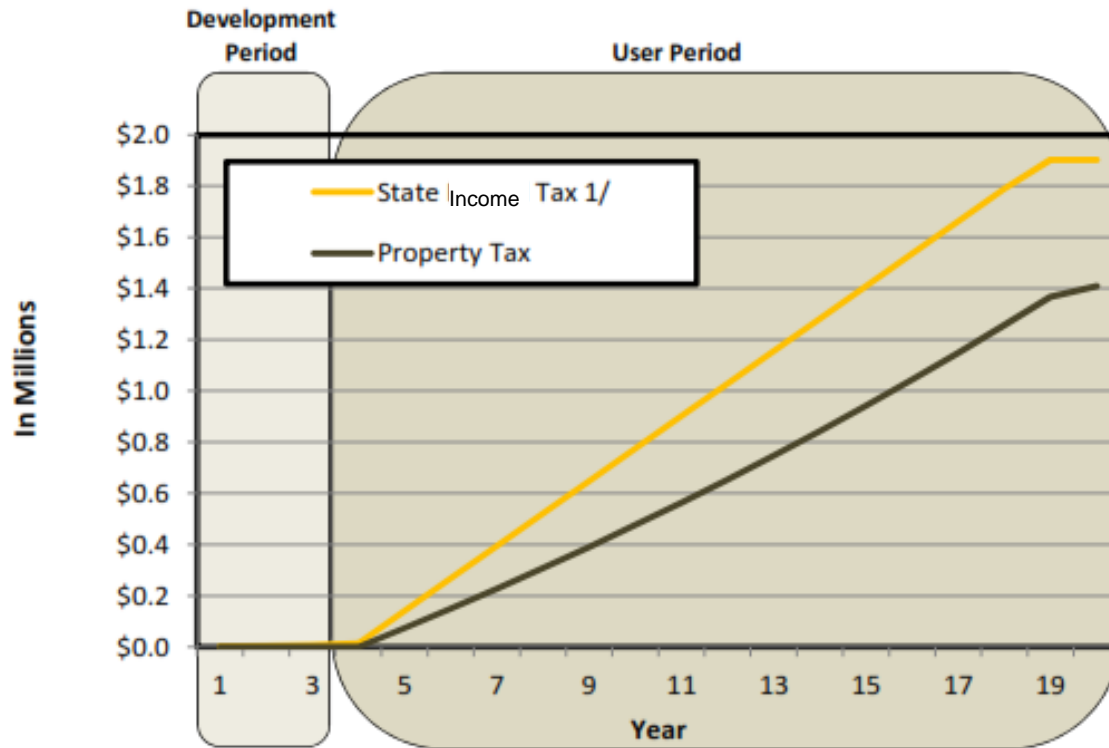 Development
Period
User Period
$2.0
$1.8
$1.6
$1.4
$1.2
$1.0
$0.8
$0.6
$0.4
$0.2
$0.0
State Income Tax 1/
Property Tax
In Millions
1 3 5 7 9 11 13 15 17 19
Year